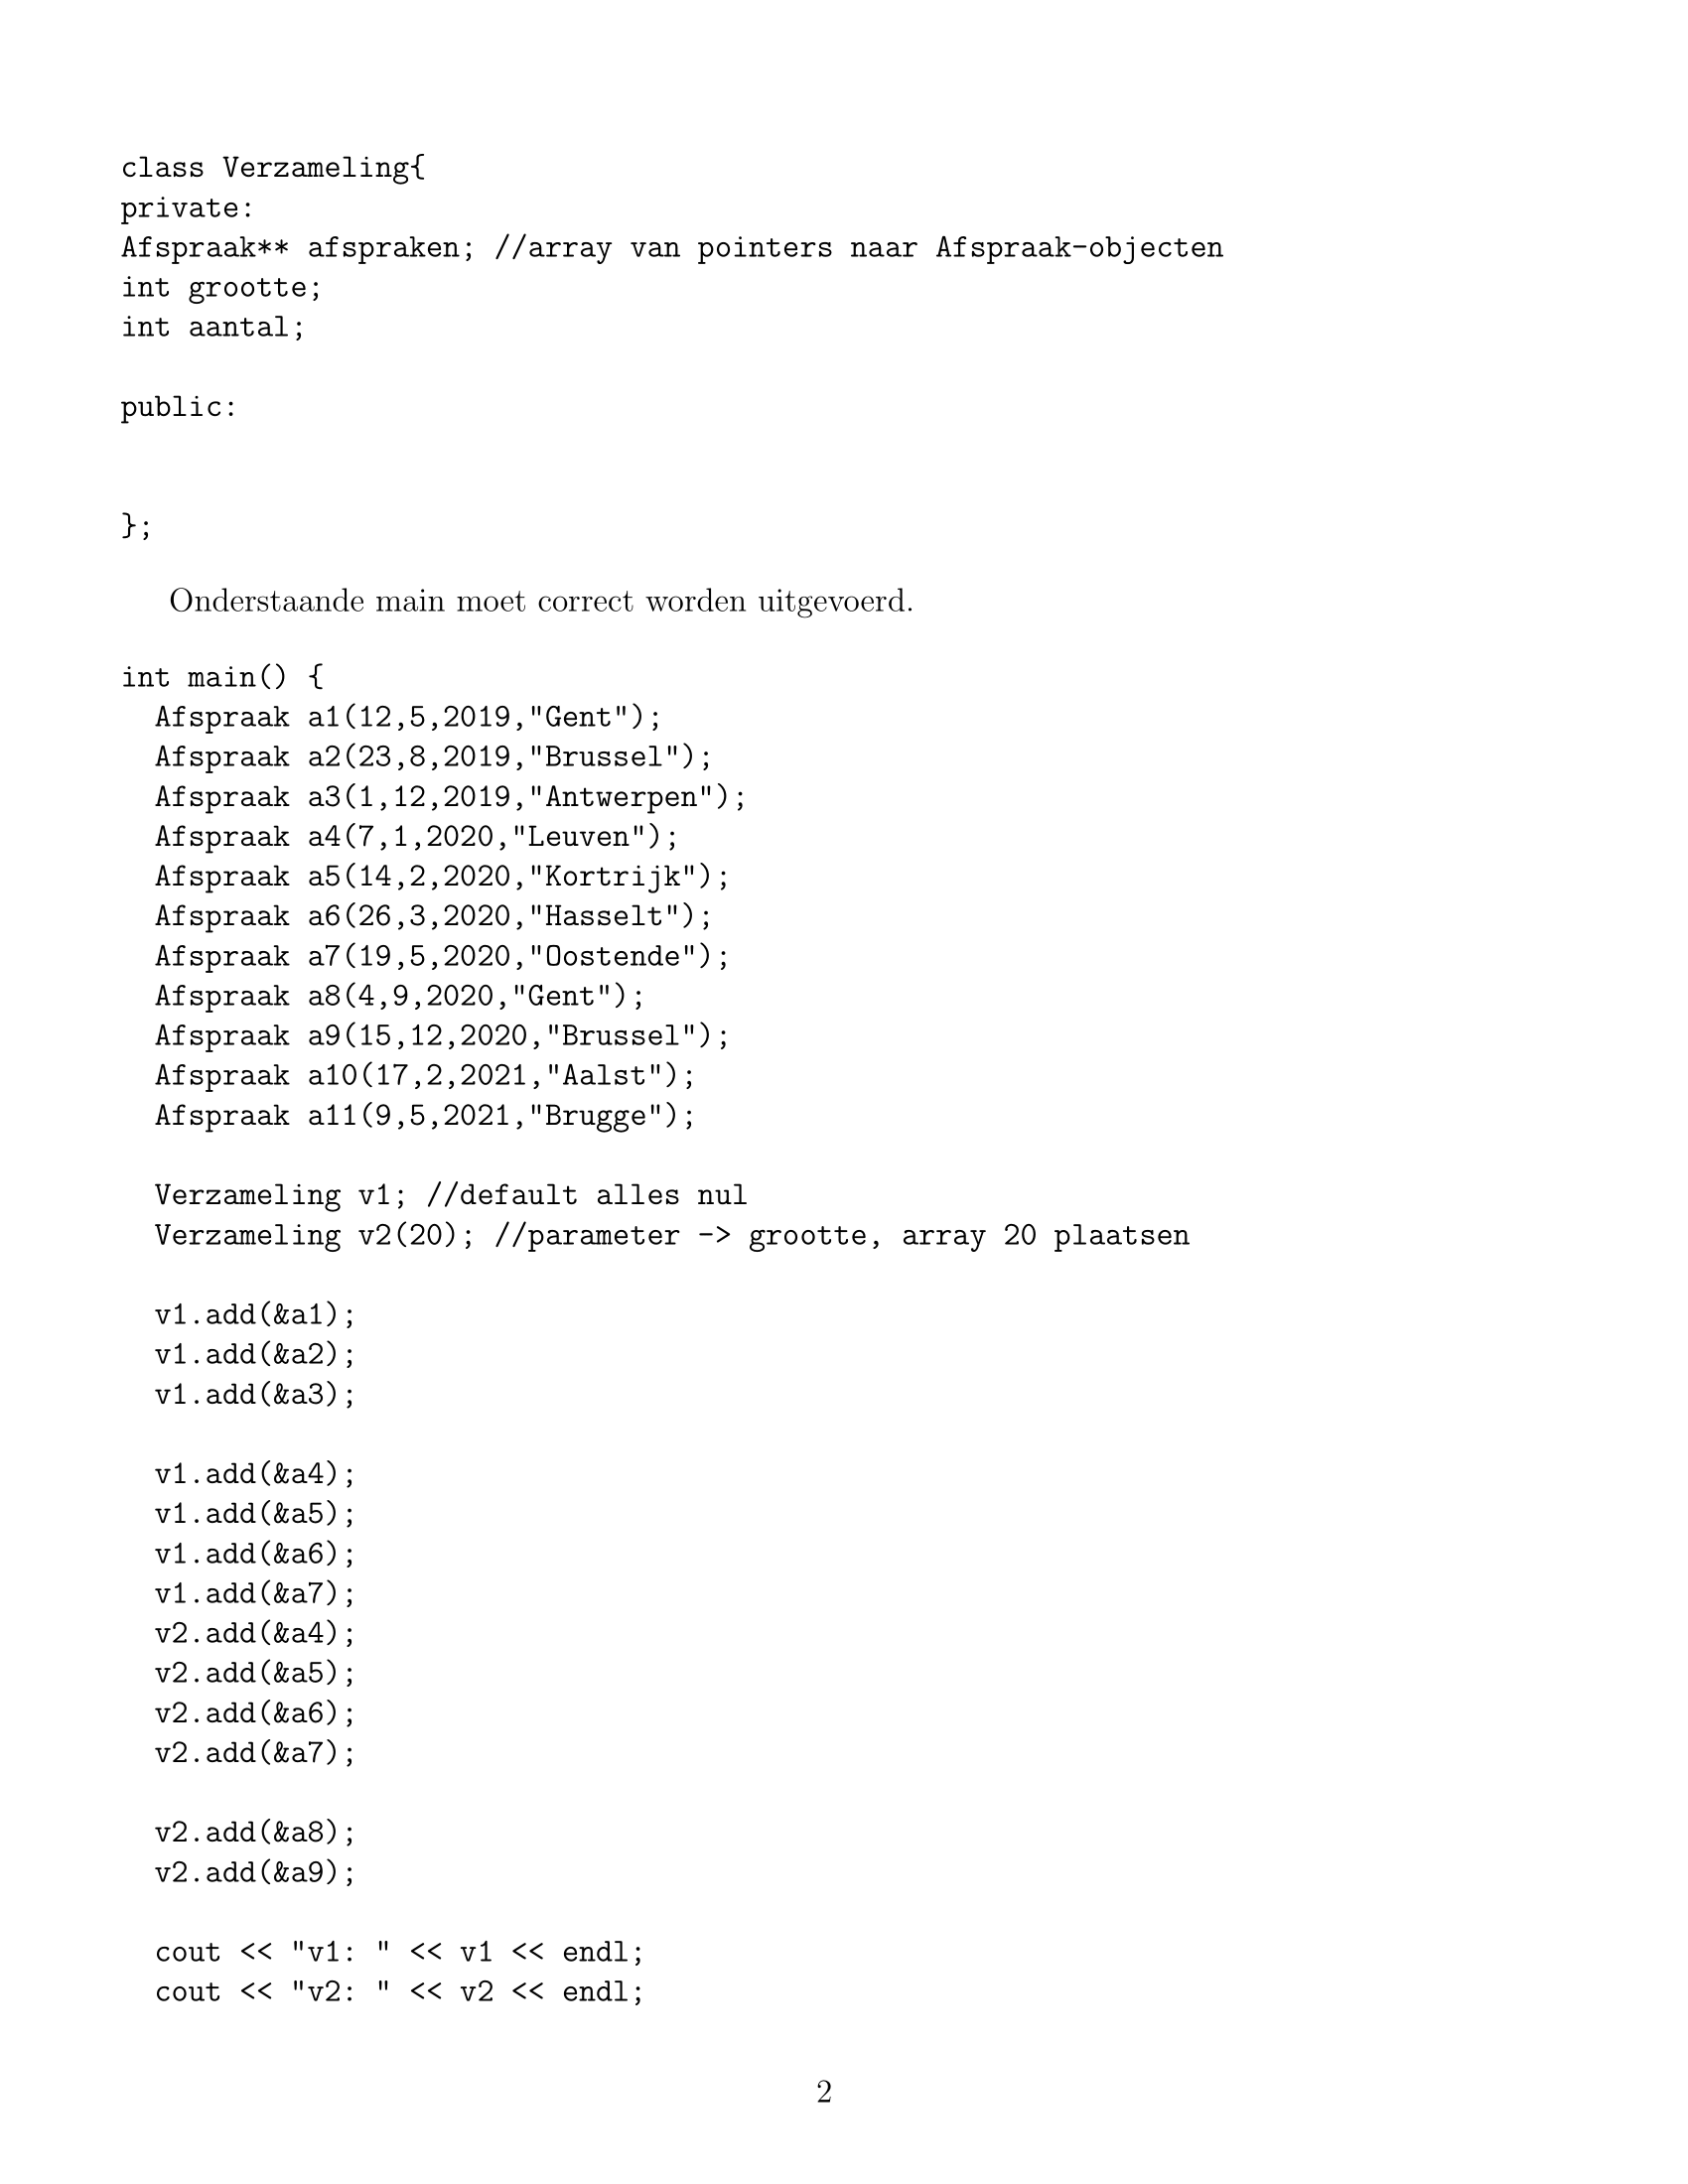 class Verzameling{
private:
Afspraak** afspraken; //array van pointers naar Afspraak-objecten
int grootte;
int aantal;
public:
};
Onderstaande main moet correct worden uitgevoerd.
int main() {
Afspraak a1(12,5,2019,"Gent");
Afspraak a2(23,8,2019,"Brussel");
Afspraak a3(1,12,2019,"Antwerpen");
Afspraak a4(7,1,2020,"Leuven");
Afspraak a5(14,2,2020,"Kortrijk");
Afspraak a6(26,3,2020,"Hasselt");
Afspraak a7(19,5,2020,"Oostende");
Afspraak a8(4,9,2020,"Gent");
Afspraak a9(15,12,2020,"Brussel");
Afspraak a10(17,2,2021,"Aalst");
Afspraak a11(9,5,2021,"Brugge");
Verzameling v1; //default alles nul
Verzameling v2(20); //parameter -> grootte, array 20 plaatsen
v1.add(&a1);
v1.add(&a2);
v1.add(&a3);
v1.add(&a4);
v1.add(&a5);
v1.add(&a6);
v1.add(&a7);
v2.add(&a4);
v2.add(&a5);
v2.add(&a6);
v2.add(&a7);
v2.add(&a8);
v2.add(&a9);
cout << "v1: " << v1 << endl;
cout << "v2: " << v2 << endl;
2